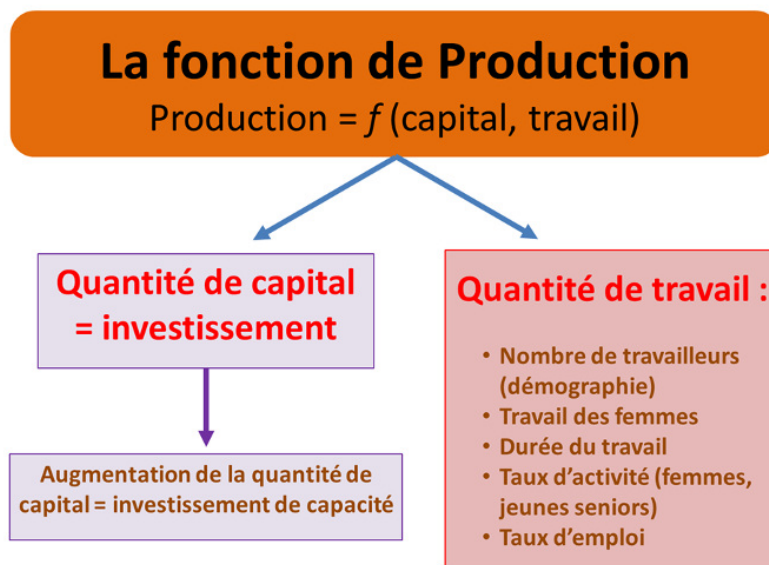 La fonction de Production
Production = f (capital, travail)
Quantité de capital
= investissement
Augmentation de la quantité de
capital = investissement de capacité
Quantité de travail :
• Nombre de travailleurs
(démographie)
• Travail des femmes
• Durée du travail
• Taux d’activité (femmes,
jeunes seniors)
• Taux d’emploi